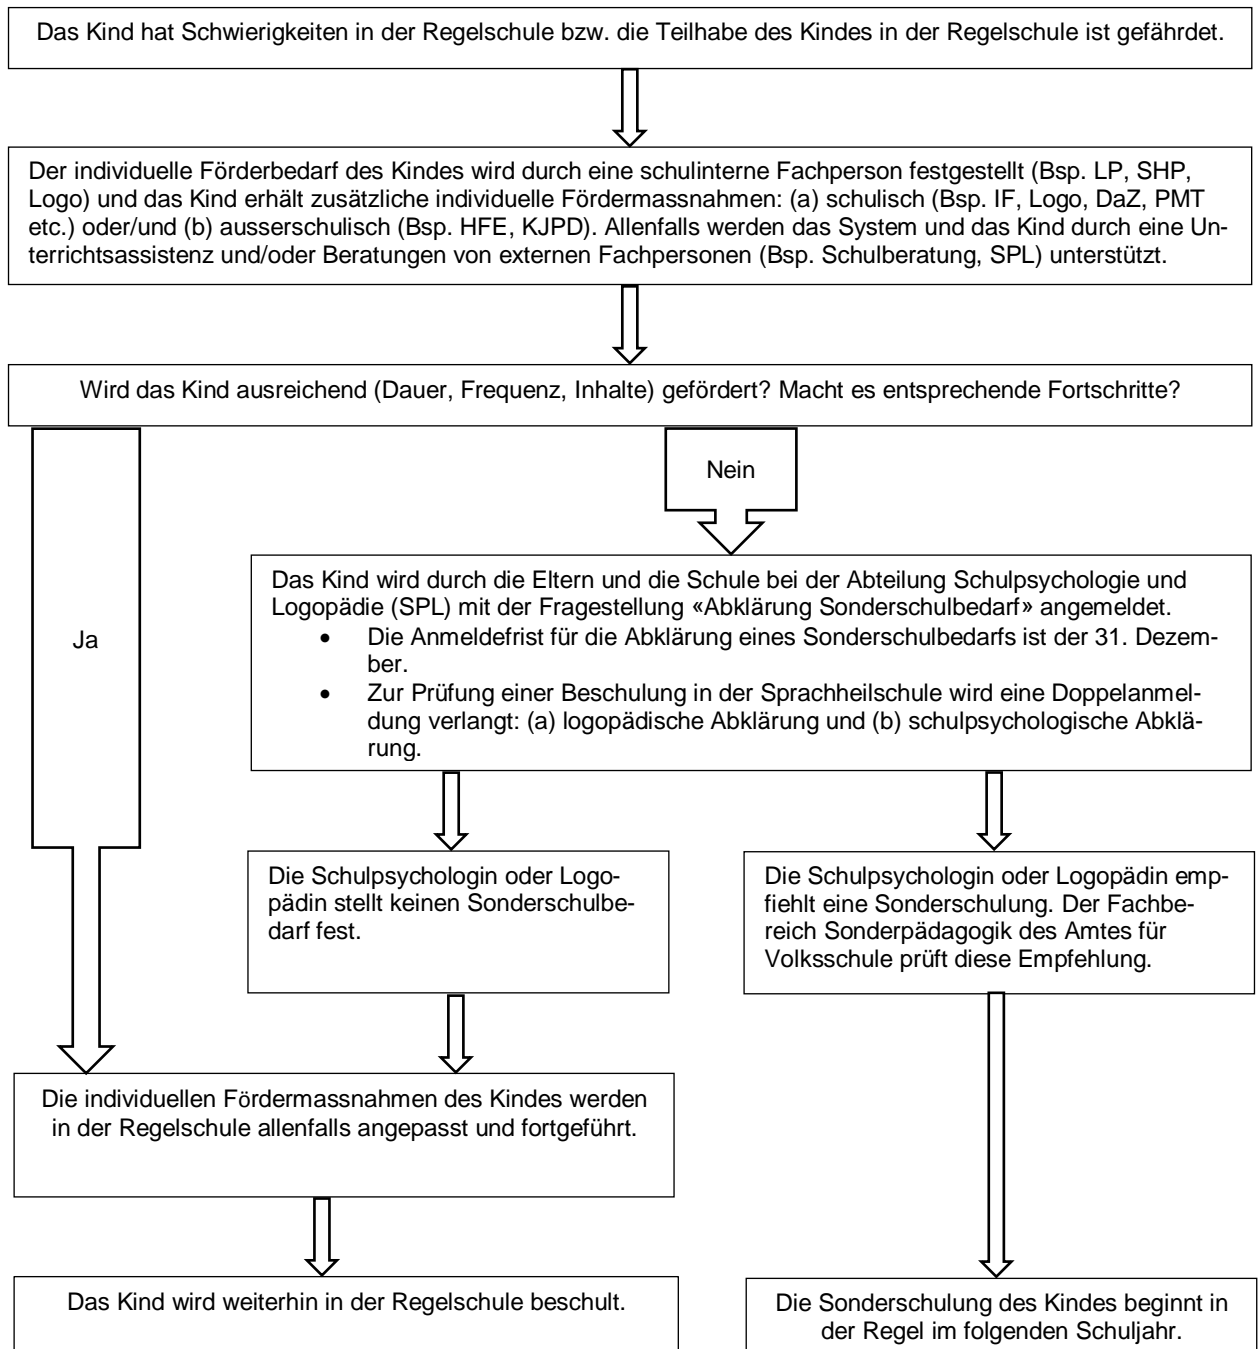 Das Kind hat Schwierigkeiten in der Regelschule bzw. die Teilhabe des Kindes in der Regelschule ist gefährdet.
Der individuelle Förderbedarf des Kindes wird durch eine schulinterne Fachperson festgestellt (Bsp. LP, SHP,
Logo) und das Kind erhält zusätzliche individuelle Fördermassnahmen: (a) schulisch (Bsp. IF, Logo, DaZ, PMT
etc.) oder/und (b) ausserschulisch (Bsp. HFE, KJPD). Allenfalls werden das System und das Kind durch eine Un-
terrichtsassistenz und/oder Beratungen von externen Fachpersonen (Bsp. Schulberatung, SPL) unterstützt.
Wird das Kind ausreichend (Dauer, Frequenz, Inhalte) gefördert? Macht es entsprechende Fortschritte?
Nein
Das Kind wird durch die Eltern und die Schule bei der Abteilung Schulpsychologie und
Logopädie (SPL) mit der Fragestellung «Abklärung Sonderschulbedarf» angemeldet.
• Die Anmeldefrist für die Abklärung eines Sonderschulbedarfs ist der 31. Dezem-
ber.
• Zur Prüfung einer Beschulung in der Sprachheilschule wird eine Doppelanmel-
dung verlangt: (a) logopädische Abklärung und (b) schulpsychologische Abklä-
rung.
Ja
Die Schulpsychologin oder Logo-
pädin stellt keinen Sonderschulbe-
darf fest.
Die Schulpsychologin oder Logopädin emp-
fiehlt eine Sonderschulung. Der Fachbe-
reich Sonderpädagogik des Amtes für
Volksschule prüft diese Empfehlung.
Die individuellen Fördermassnahmen des Kindes werden
in der Regelschule allenfalls angepasst und fortgeführt.
Das Kind wird weiterhin in der Regelschule beschult.
Die Sonderschulung des Kindes beginnt in
der Regel im folgenden Schuljahr.